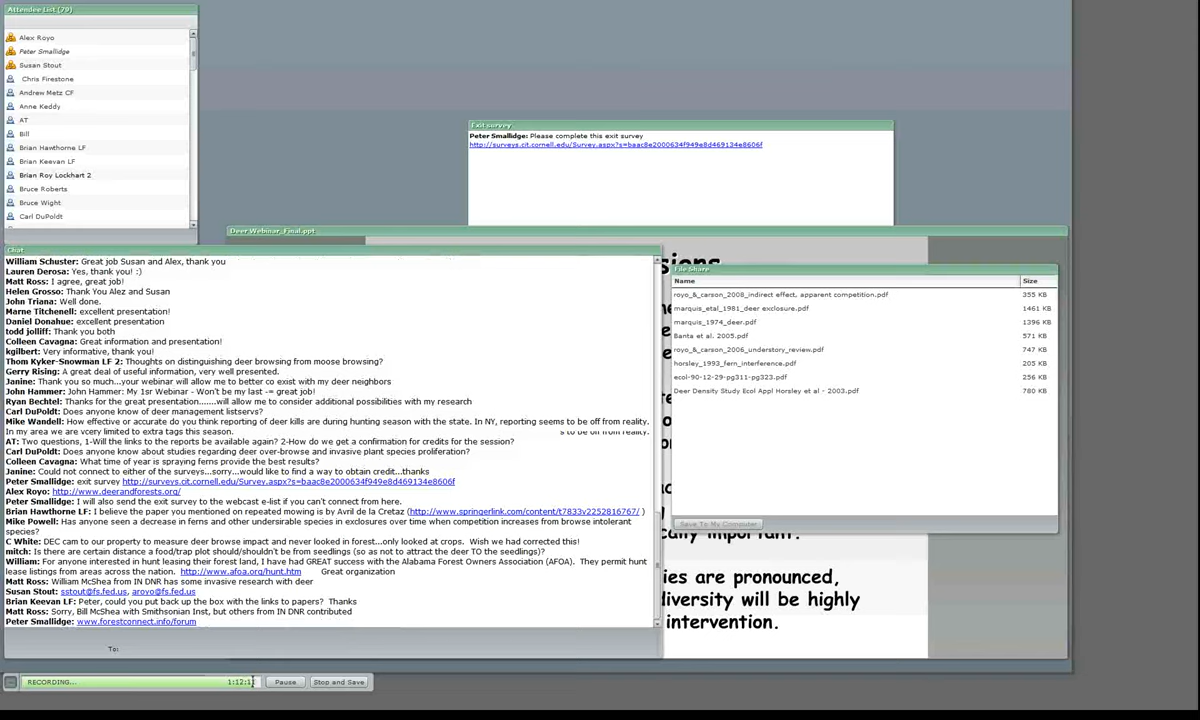 Attendee List (79)
Alex Royo
Peter Smallidge
Susan Stout
Chris Firestone
Andrew Metz CF
Anne Keddy
AT
Bill
Brian Hawthorne LF
Brian Keevan LF
Brian Roy Lockhart 2
Bruce Roberts
Bruce Wight
Carl DuPoldt
Exit survey
Peter Smallidge: Please complete this exit survey
http://surveys.cit.cornell.edu/Survey.aspx?s=baac8e2000634f949e8d469134e8606f
Deer Webinar_Final.ppt
Chat
William Schuster: Great job Susan and Alex, thank you
Lauren Derosa: Yes, thank you! :)
Matt Ross: I agree, great job!
Helen Grosso: Thank You Alez and Susan
John Triana: Well done.
Marne Titchenell: excellent presentation!
Daniel Donahue: excellent presentation
todd jolliff: Thank you both
Colleen Cavagna: Great information and presentation!
kgilbert: Very informative, thank you!
Thom Kyker-Snowman LF 2: Thoughts on distinguishing deer browsing from moose browsing?
Gerry Rising: A great deal of useful information, very well presented.
Janine: Thank you so much...your webinar will allow me to better co exist with my deer neighbors
John Hammer: John Hammer: My 1sr Webinar - Won't be my last -= great job!
Ryan Bechtel: Thanks for the great presentation.......will allow me to consider additional possibilities with my research
Carl DuPoldt: Does anyone know of deer management listservs?
Mike Wandell: How effective or accurate do you think reporting of deer kills are during hunting season with the state. In NY, reporting seems to be off from reality.
In my area we are vcery limited to extra tags this season.
s to be off from reality.
AT: Two questions, 1-Will the links to the reports be available again? 2-How do we get a confirmation for credits for the session?
Carl DuPoldt: Does anyone know about studies regarding deer over-browse and invasive plant species proliferation?
Colleen Cavagna: What time of year is spraying ferns provide the best results?
Janine: Could not connect to either of the surveys...sorry...would like to find a way to obtain credit...thanks
Peter Smallidge: exit survey http://surveys.cit.cornell.edu/Survey.aspx?s=baac8e2000634f949e8d469134e8606f
Alex Royo: http://www.deerandforests.org/
Peter Smallidge: I will also send the exit survey to the webcast e-list if you can't connect from here.
Brian Hawthorne LF: I believe the paper you mentioned on repeated mowing is by Avril de la Cretaz (http://www.springerlink.com/content/t7833v2252816767/ )
Mike Powell: Has anyone seen a decrease in ferns and other undersirable species in exclosures over time when competition increases from browse intolerant
species?
C White: DEC cam to our property to measure deer browse impact and never looked in forest...only looked at crops.  Wish we had corrected this!
mitch: Is there are certain distance a food/trap plot should/shouldn't be from seedlings (so as not to attract the deer TO the seedlings)?
William: For anyone interested in hunt leasing their forest land, I have had GREAT success with the Alabama Forest Owners Association (AFOA).  They permit hunt
lease listings from areas across the nation.  http://www.afoa.org/hunt.htm  Great organization
Matt Ross: William McShea from IN DNR has some invasive research with deer
Susan Stout: sstout@fs.fed.us, aroyo@fs.fed.us
Brian Keevan LF: Peter, could you put back up the box with the links to papers?  Thanks
Matt Ross: Sorry, Bill McShea with Smithsonian Inst, but others from IN DNR contributed
Peter Smallidge: www.forestconnect.info/forum
To:
File Share
Name Size
royo_&_carson_2008_indirect effect, apparent competition.pdf 355 KB
marquis_etal_1981_deer exclosure.pdf 1461 KB
marquis_1974_deer.pdf 1396 KB
Banta et al. 2005.pdf 571 KB
royo_&_carson_2006_understory_review.pdf 747 KB
horsley_1993_fern_interference.pdf 205 KB
ecol-90-12-29-pg311-pg323.pdf 256 KB
Deer Density Study Ecol Appl Horsley et al - 2003.pdf 780 KB
Save To My Computer
cally important.
ies are pronounced,
diversity will be highly
intervention.
RECORDING...
Pause
Stop and Save